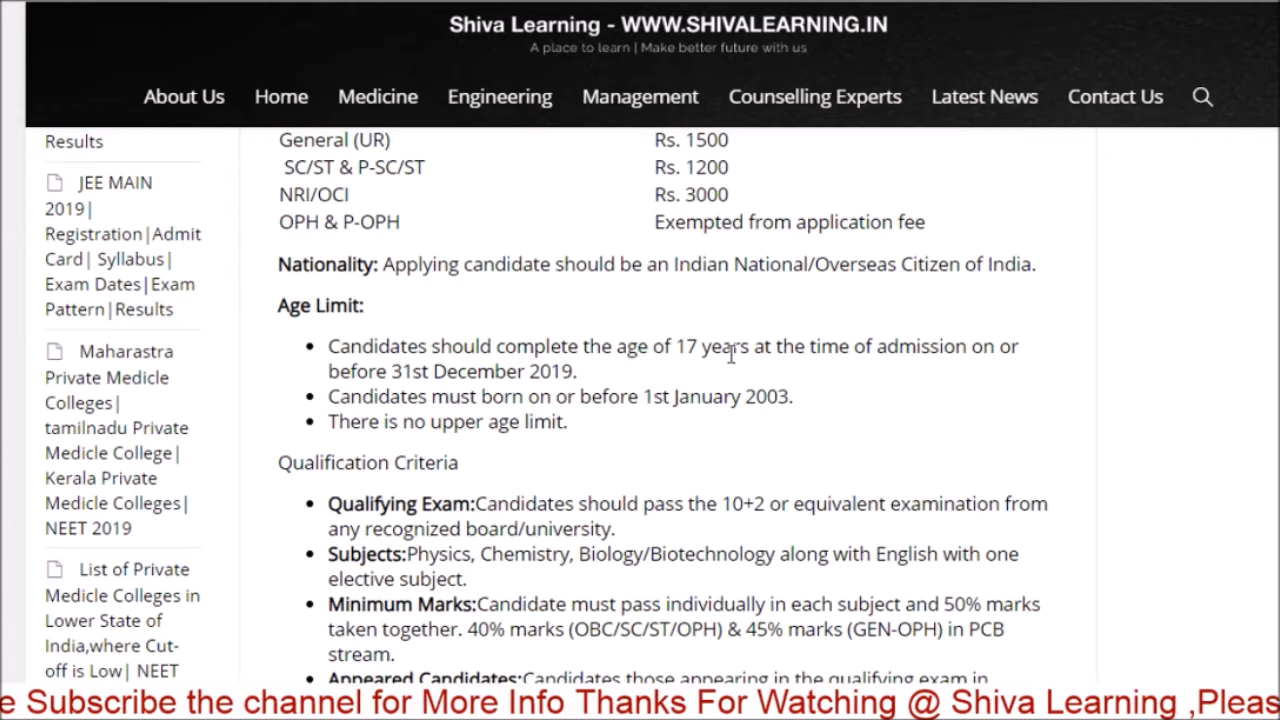 Shiva Learning - WWW.SHIVALEARNING.IN
A place to learn | Make better future with us
About Us Home Medicine Engineering Management Counselling Experts Latest News Contact Us
Results
JEE MAIN
2019|
Registration|Admit
Card| Syllabus|
Exam Dates|Exam
Pattern|Results
Maharastra
Private Medicle
Colleges|
tamilnadu Private
Medicle College|
Kerala Private
Medicle Colleges|
NEET 2019
List of Private
Medicle Colleges in
Lower State of
India,where Cut-
off is Low| NEET
General (UR) Rs. 1500
SC/ST & P-SC/ST Rs. 1200
NRI/OCI Rs. 3000
OPH & P-OPH Exempted from application fee
Nationality: Applying candidate should be an Indian National/Overseas Citizen of India.
Age Limit:
Candidates should complete the age of 17 years at the time of admission on or
before 31st December 2019.
Candidates must born on or before 1st January 2003.
There is no upper age limit.
Qualification Criteria
Qualifying Exam:Candidates should pass the 10+2 or equivalent examination from
any recognized board/university.
Subjects:Physics, Chemistry, Biology/Biotechnology along with English with one
elective subject.
Minimum Marks:Candidate must pass individually in each subject and 50% marks
taken together. 40% marks (OBC/SC/ST/OPH) & 45% marks (GEN-OPH) in PCB
stream.
Appeared Candidates:Candidates those appearing in the qualifying exam in
e Subscribe the channel for More Info Thanks For Watching @ Shiva Learning ,Pleas